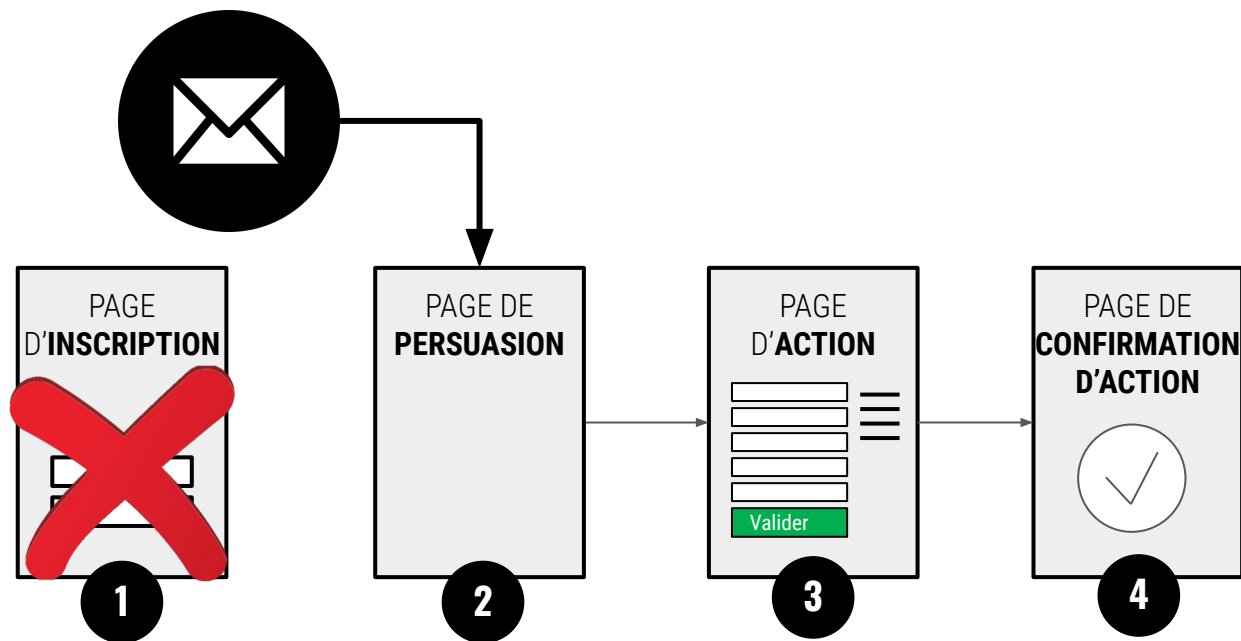 PAGE
D’INSCRIPTION
1
PAGE DE
PERSUASION
2
PAGE
D’ACTION
Valider
3
PAGE DE
CONFIRMATION
D’ACTION
4